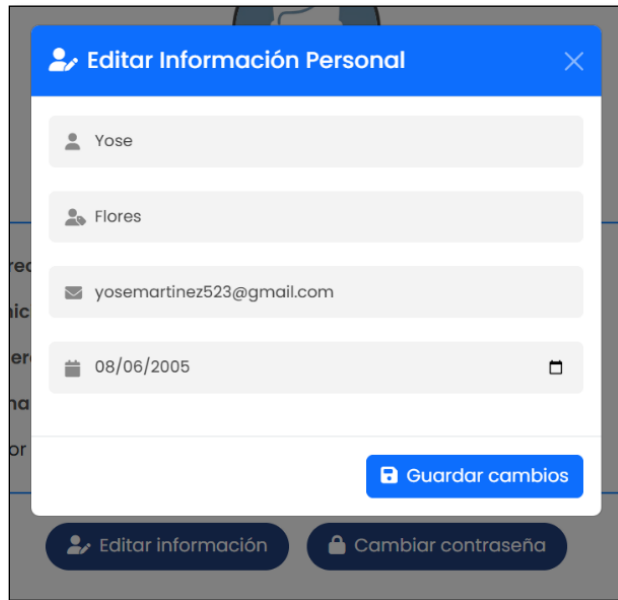 Editar Información Personal
Yose
Flores
yosemartinez523@gmail.com
08/06/2005
Guardar cambios
Editar información
Cambiar contraseña